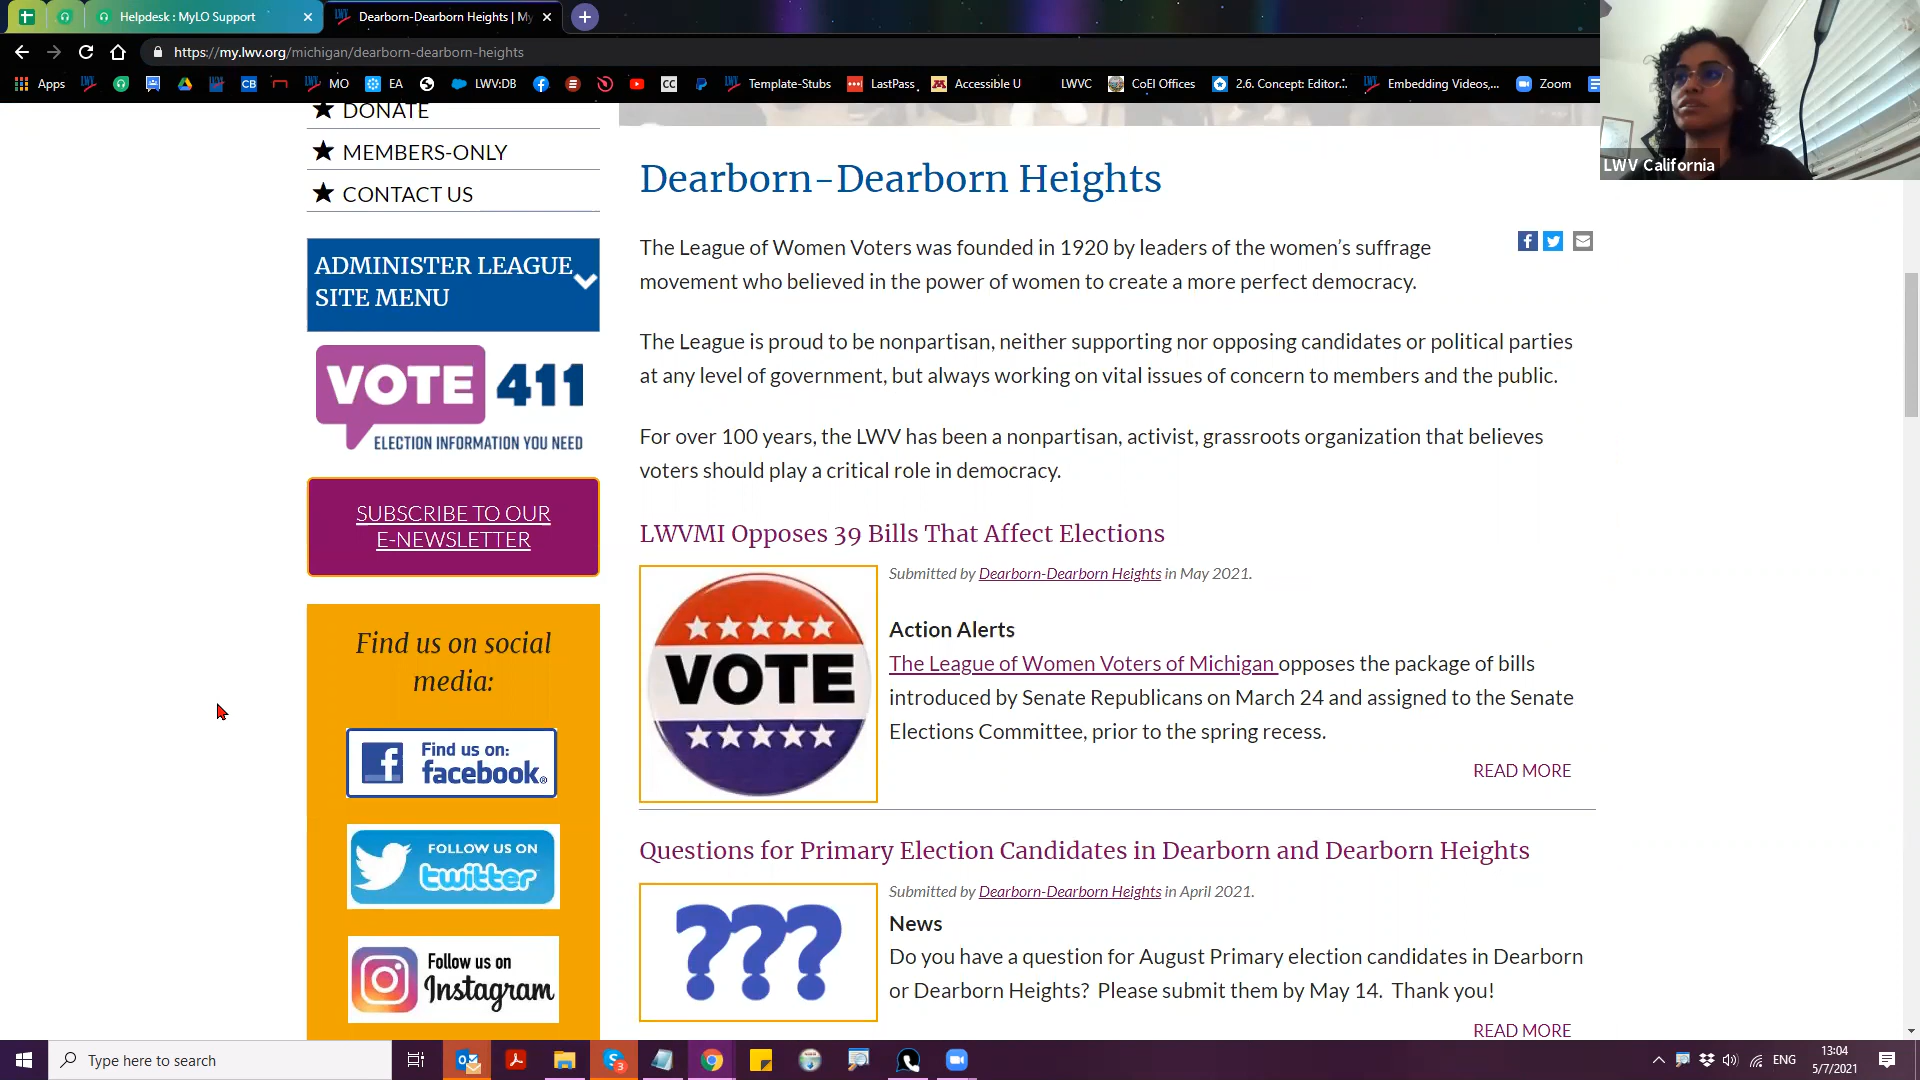 Helpdesk : MyLO Support
Dearborn-Dearborn Heights | My
https://my.lwv.org/michigan/dearborn-dearborn-heights
Apps
CB
MO
EA
LWV:DB
CC
Template-Stubs
LastPass,
Accessible U
LWVC
CoEI Offices
2.6. Concept: Editor...
Embedding Videos,...
Zoom
LWV California
★ DONATE
★ MEMBERS-ONLY
★ CONTACT US
ADMINISTER LEAGUE
SITE MENU
VOTE 411
ELECTION INFORMATION YOU NEED
SUBSCRIBE TO OUR
E-NEWSLETTER
Find us on social
media:
Find us on:
facebook®
FOLLOW US ON
twitter
Follow us on
Instagram
Dearborn-Dearborn Heights
The League of Women Voters was founded in 1920 by leaders of the women's suffrage
movement who believed in the power of women to create a more perfect democracy.
The League is proud to be nonpartisan, neither supporting nor opposing candidates or political parties
at any level of government, but always working on vital issues of concern to members and the public.
For over 100 years, the LWV has been a nonpartisan, activist, grassroots organization that believes
voters should play a critical role in democracy.
LWVMI Opposes 39 Bills That Affect Elections
VOTE
Submitted by Dearborn-Dearborn Heights in May 2021.
Action Alerts
The League of Women Voters of Michigan opposes the package of bills
introduced by Senate Republicans on March 24 and assigned to the Senate
Elections Committee, prior to the spring recess.
READ MORE
Questions for Primary Election Candidates in Dearborn and Dearborn Heights
???
Submitted by Dearborn-Dearborn Heights in April 2021.
News
Do you have a question for August Primary election candidates in Dearborn
or Dearborn Heights? Please submit them by May 14. Thank you!
READ MORE
Type here to search
3
ENG
13:04
5/7/2021